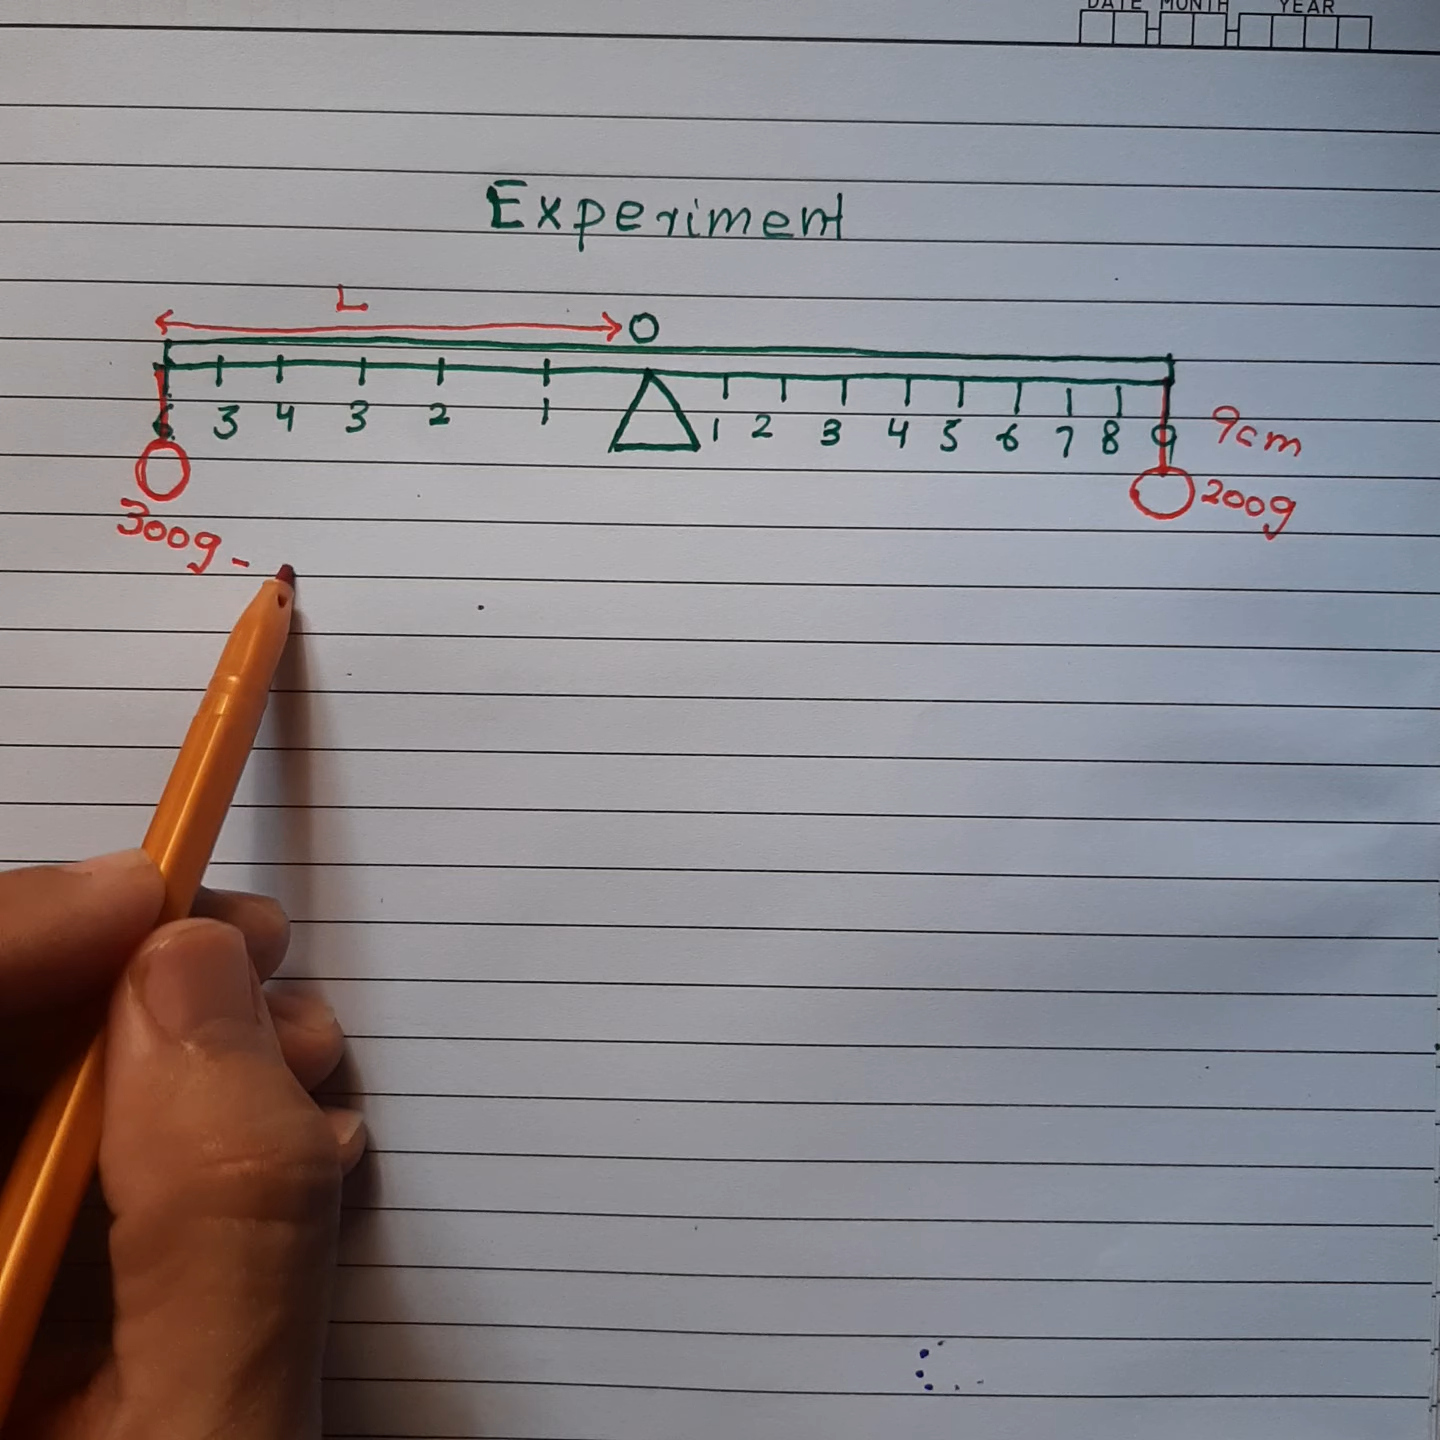 DATE MONTH YEAR
Experiment
L
O
3 4 3 2 1 1 2 3 4 5 6 7 8 9 9cm
300g - 200g